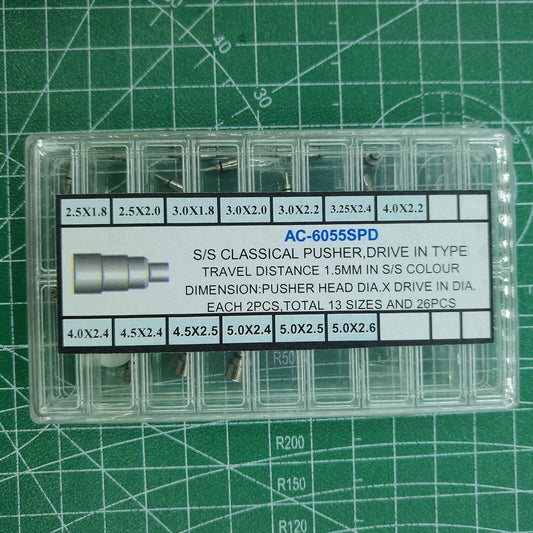 40
30
2.5X1.8 2.5X2.0 3.0X1.8 3.0X2.0 3.0X2.2 3.25X2.4 4.0X2.2
AC-6055SPD
S/S CLASSICAL PUSHER,DRIVE IN TYPE
TRAVEL DISTANCE 1.5MM IN S/S COLOUR
DIMENSION:PUSHER HEAD DIA.X DRIVE IN DIA.
EACH 2PCS,TOTAL 13 SIZES AND 26PCS
4.0X2.4 4.5X2.4 4.5X2.5 5.0X2.4 5.0X2.5 5.0X2.6
R200
R150
R120